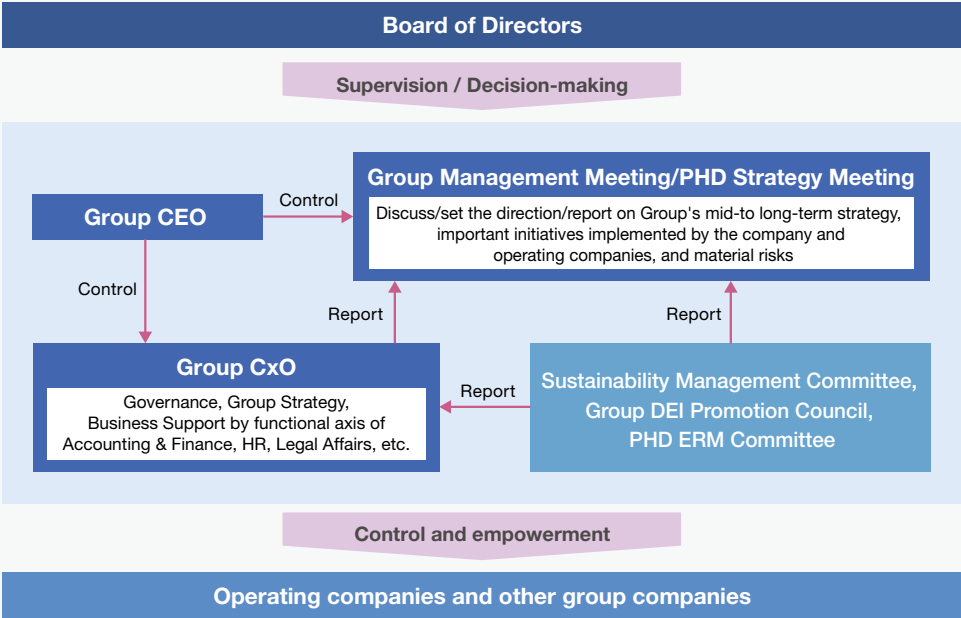 Board of Directors
Supervision / Decision-making
Group Management Meeting/PHD Strategy Meeting
Discuss/set the direction/report on Group's mid-to long-term strategy,
important initiatives implemented by the company and
operating companies, and material risks
Group CEO
Control
Control
Report
Report
Group CxO
Governance, Group Strategy,
Business Support by functional axis of
Accounting & Finance, HR, Legal Affairs, etc.
Report
Sustainability Management Committee,
Group DEI Promotion Council,
PHD ERM Committee
Control and empowerment
Operating companies and other group companies